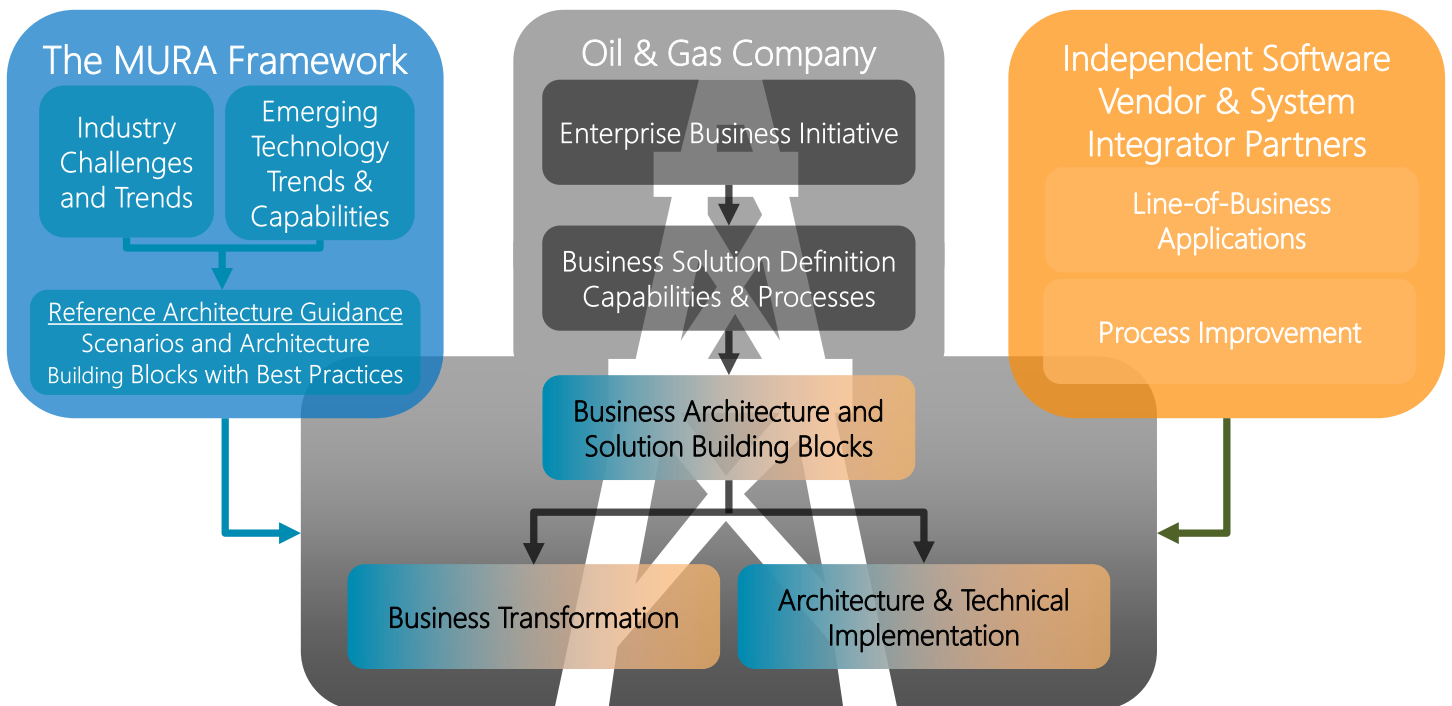 The MURA Framework
Industry
Challenges
and Trends
Emerging
Technology
Trends &
Capabilities
Reference Architecture Guidance
Scenarios and Architecture
Building Blocks with Best Practices
Oil & Gas Company
Enterprise Business Initiative
Business Solution Definition
Capabilities & Processes
Business Architecture and
Solution Building Blocks
Business Transformation
Architecture & Technical
Implementation
Independent Software
Vendor & System
Integrator Partners
Line-of-Business
Applications
Process Improvement